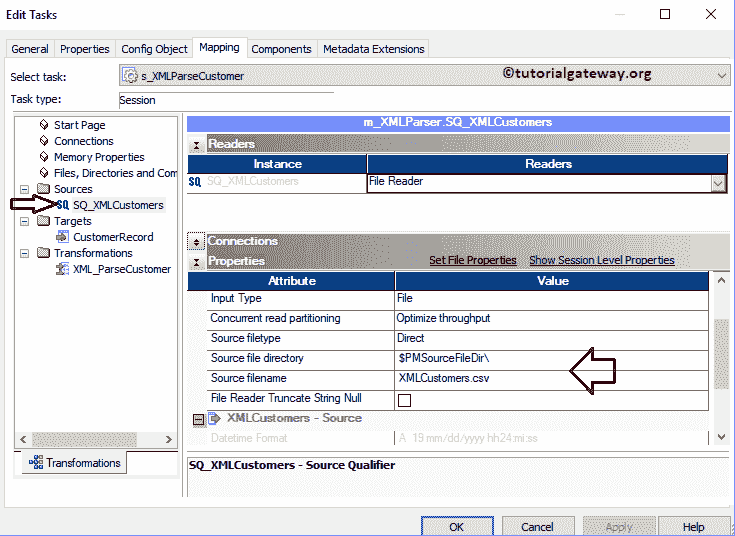 Edit Tasks
General Properties Config Object Mapping Components Metadata Extensions
Select task: s_XMLParseCustomer ©tutorialgateway.org
Task type: Session
Start Page
Connections
Memory Properties
Files, Directories and Com
Sources
SQ SQ_XMLCustomers
Targets
CustomerRecord
Transformations
XML_ParseCustomer
Transformations
m_XMLParser.SQ_XMLCustomers
Readers
Instance Readers
SQ SQ_XMLCustomers File Reader
Connections
Properties Set File Properties Show Session Level Properties
Attribute Value
Input Type File
Concurrent read partitioning Optimize throughput
Source filetype Direct
Source file directory $PMSourceFileDir\
Source filename XMLCustomers.csv
File Reader Truncate String Null
XMLCustomers - Source
Datetime Format A 19 mm/dd/yyyy hh24:mi:ss
SQ_XMLCustomers - Source Qualifier
OK Cancel Apply Help